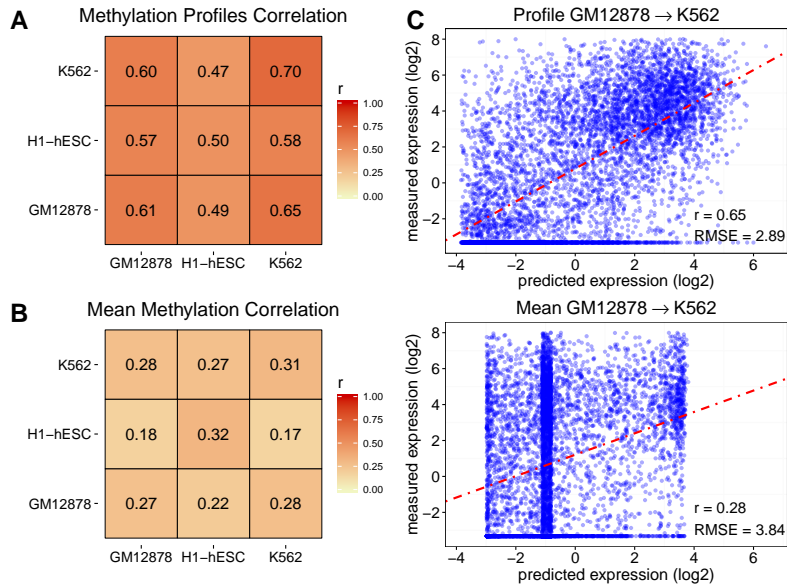 A
Methylation Profiles Correlation
K562
0.60 0.47 0.70
H1-hESC
0.57 0.50 0.58
GM12878
0.61 0.49 0.65
GM12878 H1-hESC K562
r
1.00
0.75
0.50
0.25
0.00
B
Mean Methylation Correlation
K562
0.28 0.27 0.31
H1-hESC
0.18 0.32 0.17
GM12878
0.27 0.22 0.28
GM12878 H1-hESC K562
r
1.00
0.75
0.50
0.25
0.00
C
Profile GM12878 → K562
measured expression (log2)
8
6
4
2
0
−2
r = 0.65
RMSE = 2.89
−4 −2 0 2 4 6
predicted expression (log2)
Mean GM12878 → K562
measured expression (log2)
8
6
4
2
0
−2
r = 0.28
RMSE = 3.84
−4 −2 0 2 4 6
predicted expression (log2)